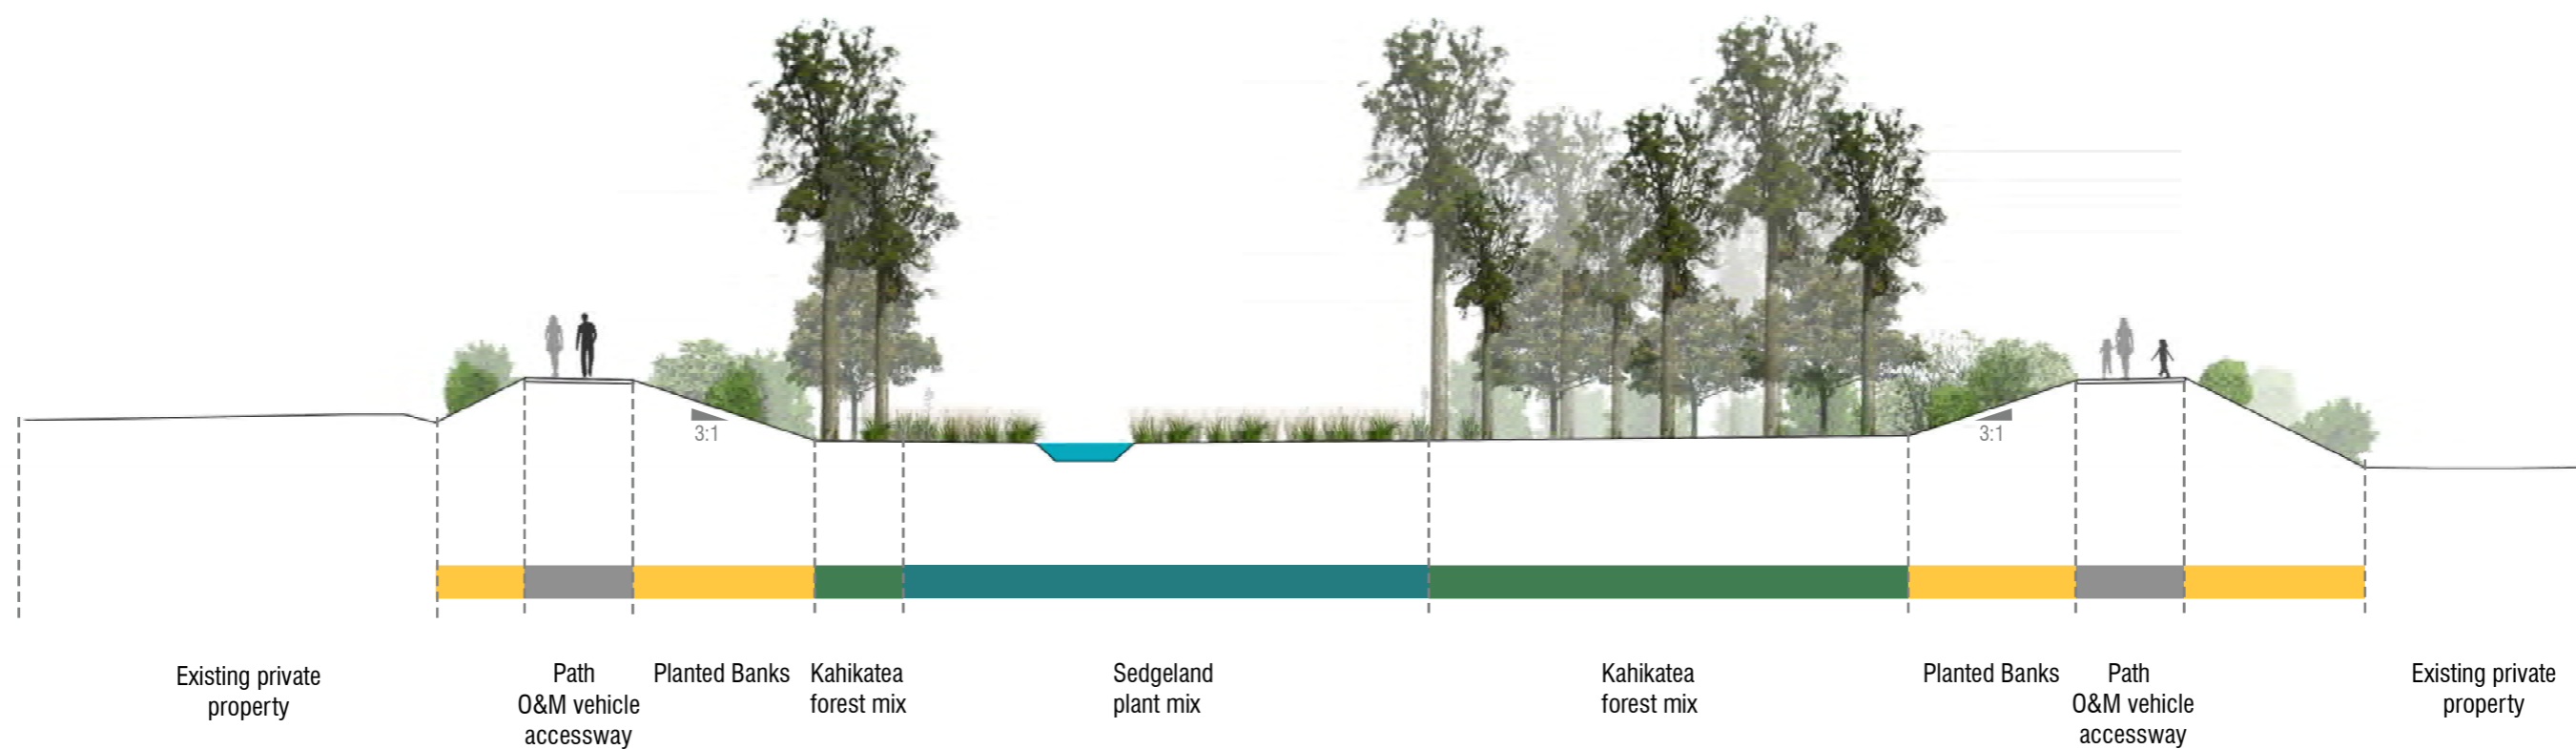 3:1
3:1
Existing private
property
Path
O&M vehicle
accessway
Planted Banks
Kahikatea
forest mix
Sedgeland
plant mix
Kahikatea
forest mix
Planted Banks
Path
O&M vehicle
accessway
Existing private
property